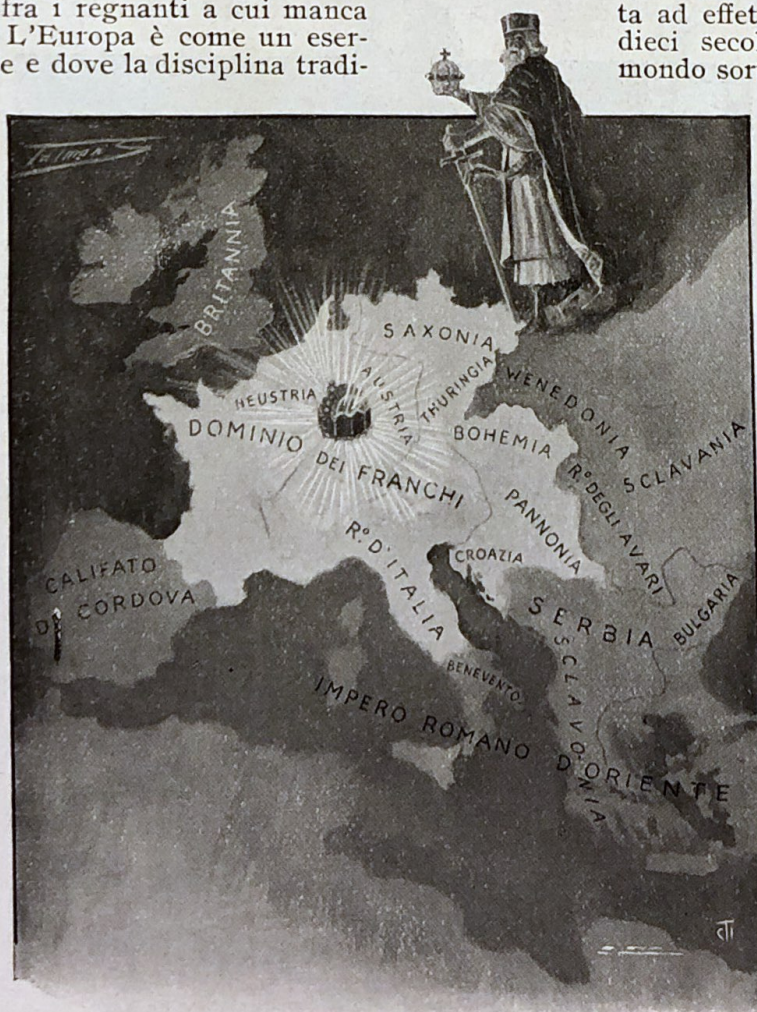 fra i regnanti a cui manca
L'Europa è come un eser-
e e dove la disciplina tradi-
ta ad effet
dieci seco
mondo sor
BRITANNIA
SAXONIA
NEUSTRIA
AUSTRIA
THURINGIA
WENEDONIA
DOMINIO DEI FRANCHI
BOHEMIA
SCLAVANIA
R.º DEGLI AVARI
PANNONIA
R.º D'ITALIA
CROAZIA
CALIFATO
DI CORDOVA
SERBIA
BULGARIA
SCLAVONIA
BENEVENTO
IMPERO ROMANO D'ORIENTE